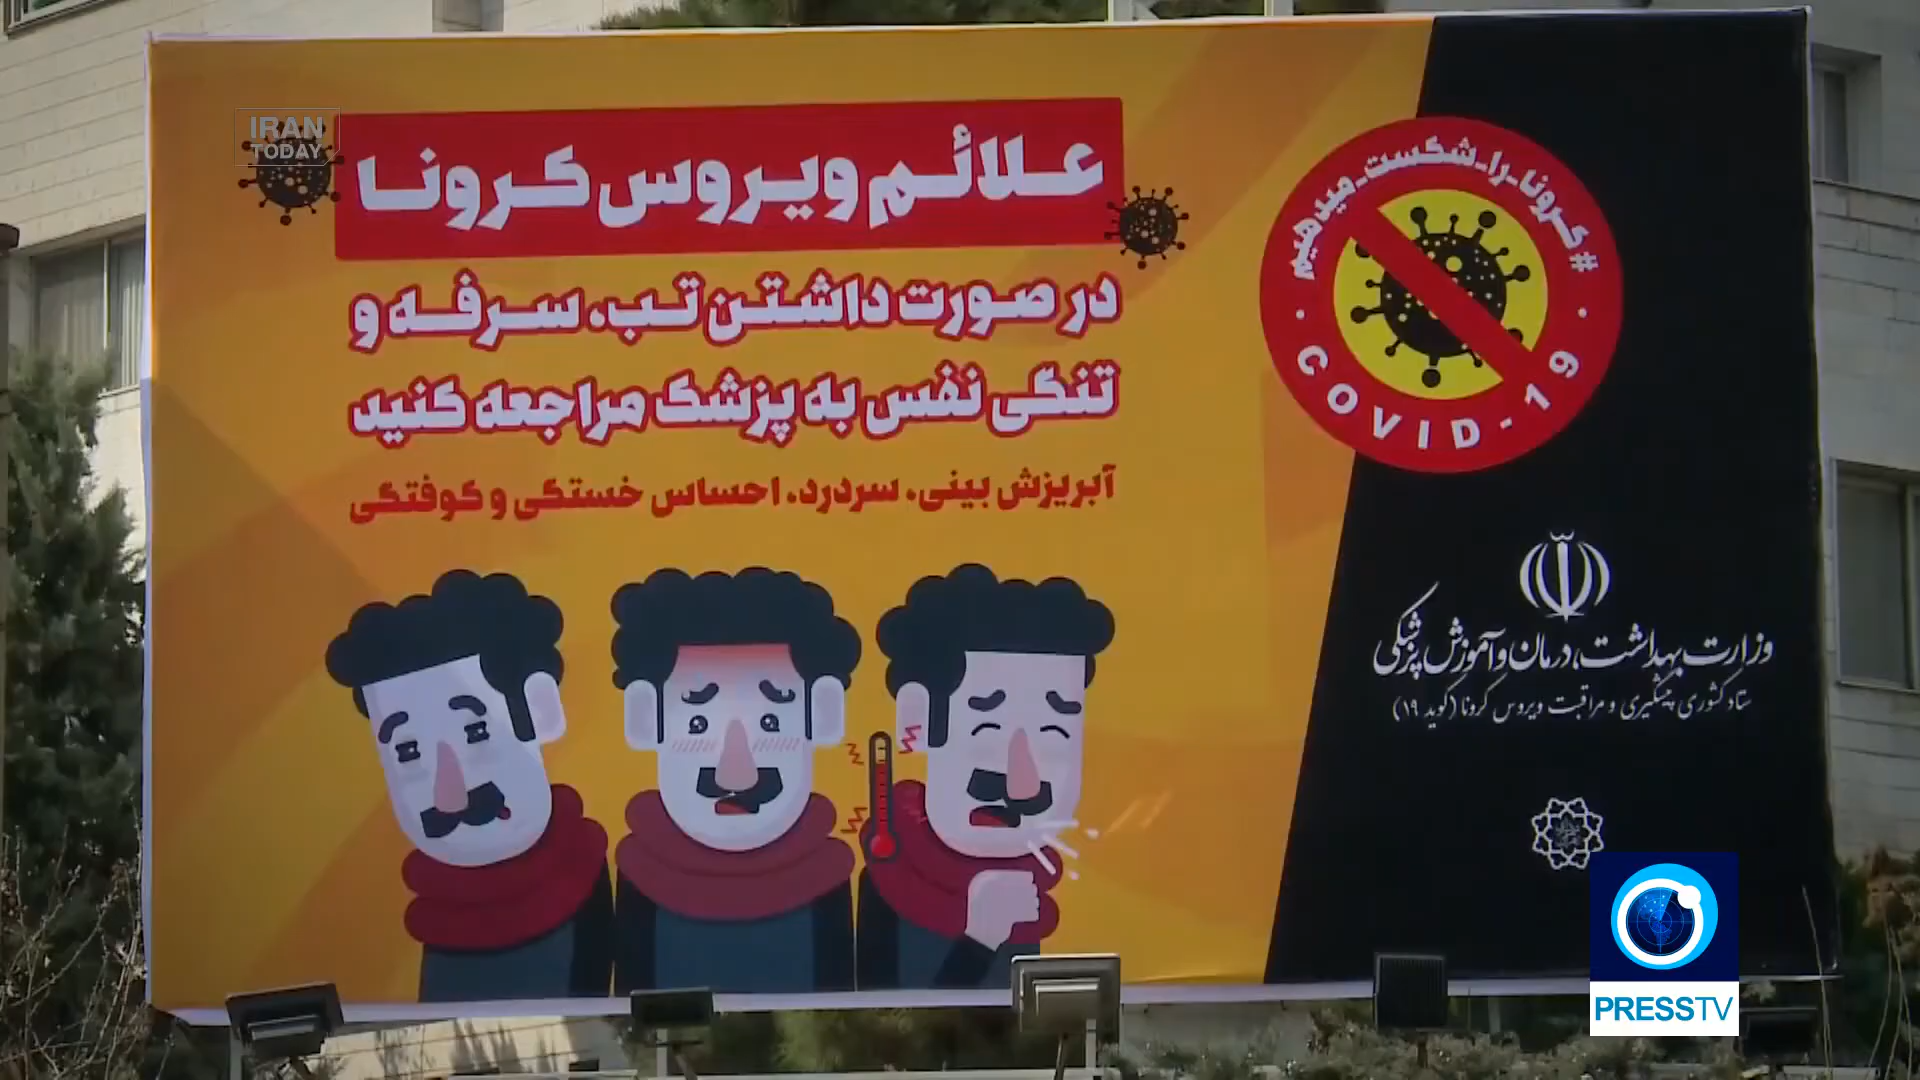 IRAN
TODAY
علائم ویروس کرونا
در صورت داشتن تب، سرفه و
تنگی نفس به پزشک مراجعه کنید
آبریزش بینی، سردرد، احساس خستگی و کوفتگی
#کرونا_را_شکست_میدهیم
COVID-19
وزارت بهداشت، درمان و آموزش پزشکی
ستاد کشوری پیشگیری و مراقبت ویروس کرونا (کوید ۱۹)
PRESSTV